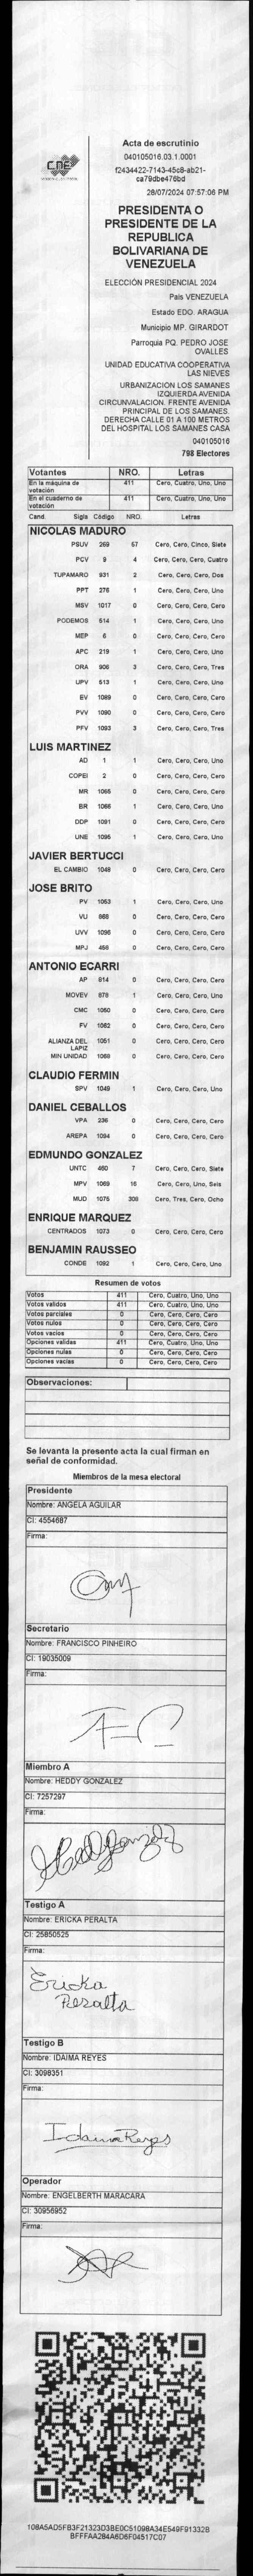 CNE
Acta de escrutinio
040105016.03.1.0001
f2434422-7143-45c8-ab21-
ca79dbe476bd
28/07/2024 07:57:06 PM
PRESIDENTA O
PRESIDENTE DE LA
REPUBLICA
BOLIVARIANA DE
VENEZUELA
ELECCIÓN PRESIDENCIAL 2024
País VENEZUELA
Estado EDO. ARAGUA
Municipio MP. GIRARDOT
Parroquia PQ. PEDRO JOSE
OVALLES
UNIDAD EDUCATIVA COOPERATIVA
LAS NIEVES
URBANIZACION LOS SAMANES
IZQUIERDA AVENIDA
CIRCUNVALACION. FRENTE AVENIDA
PRINCIPAL DE LOS SAMANES.
DERECHA CALLE 01 A 100 METROS
DEL HOSPITAL LOS SAMANES CASA
040105016
798 Electores
Votantes NRO. Letras
En la máquina de votación 411 Cero, Cuatro, Uno, Uno
En el cuaderno de votación 411 Cero, Cuatro, Uno, Uno
Cand. Sigla Código NRO. Letras
NICOLAS MADURO
PSUV 269 57 Cero, Cero, Cinco, Siete
PCV 9 4 Cero, Cero, Cero, Cuatro
TUPAMARO 931 2 Cero, Cero, Cero, Dos
PPT 276 1 Cero, Cero, Cero, Uno
MSV 1017 0 Cero, Cero, Cero, Cero
PODEMOS 514 1 Cero, Cero, Cero, Uno
MEP 6 0 Cero, Cero, Cero, Cero
APC 219 1 Cero, Cero, Cero, Uno
ORA 906 3 Cero, Cero, Cero, Tres
UPV 513 1 Cero, Cero, Cero, Uno
EV 1089 0 Cero, Cero, Cero, Cero
PVV 1090 0 Cero, Cero, Cero, Cero
PFV 1093 3 Cero, Cero, Cero, Tres
LUIS MARTINEZ
AD 1 1 Cero, Cero, Cero, Uno
COPEI 2 0 Cero, Cero, Cero, Cero
MR 1065 0 Cero, Cero, Cero, Cero
BR 1066 1 Cero, Cero, Cero, Uno
DDP 1091 0 Cero, Cero, Cero, Cero
UNE 1095 1 Cero, Cero, Cero, Uno
JAVIER BERTUCCI
EL CAMBIO 1048 0 Cero, Cero, Cero, Cero
JOSE BRITO
PV 1053 1 Cero, Cero, Cero, Uno
VU 868 0 Cero, Cero, Cero, Cero
UVV 1096 0 Cero, Cero, Cero, Cero
MPJ 456 0 Cero, Cero, Cero, Cero
ANTONIO ECARRI
AP 814 0 Cero, Cero, Cero, Cero
MOVEV 878 1 Cero, Cero, Cero, Uno
CMC 1050 0 Cero, Cero, Cero, Cero
FV 1062 0 Cero, Cero, Cero, Cero
ALIANZA DEL LAPIZ 1051 0 Cero, Cero, Cero, Cero
MIN UNIDAD 1068 0 Cero, Cero, Cero, Cero
CLAUDIO FERMIN
SPV 1049 1 Cero, Cero, Cero, Uno
DANIEL CEBALLOS
VPA 236 0 Cero, Cero, Cero, Cero
AREPA 1094 0 Cero, Cero, Cero, Cero
EDMUNDO GONZALEZ
UNTC 460 7 Cero, Cero, Cero, Siete
MPV 1069 16 Cero, Cero, Uno, Seis
MUD 1075 308 Cero, Tres, Cero, Ocho
ENRIQUE MARQUEZ
CENTRADOS 1073 0 Cero, Cero, Cero, Cero
BENJAMIN RAUSSEO
CONDE 1092 1 Cero, Cero, Cero, Uno
Resumen de votos
Votos 411 Cero, Cuatro, Uno, Uno
Votos validos 411 Cero, Cuatro, Uno, Uno
Votos parciales 0 Cero, Cero, Cero, Cero
Votos nulos 0 Cero, Cero, Cero, Cero
Votos vacíos 0 Cero, Cero, Cero, Cero
Opciones validas 411 Cero, Cuatro, Uno, Uno
Opciones nulas 0 Cero, Cero, Cero, Cero
Opciones vacías 0 Cero, Cero, Cero, Cero
Observaciones:
Se levanta la presente acta la cual firman en
señal de conformidad.
Miembros de la mesa electoral
Presidente
Nombre: ANGELA AGUILAR
CI: 4554687
Firma:
Secretario
Nombre: FRANCISCO PINHEIRO
CI: 19035009
Firma:
Miembro A
Nombre: HEDDY GONZALEZ
CI: 7257297
Firma:
Testigo A
Nombre: ERICKA PERALTA
CI: 25850525
Firma:
Ericka
Peralta
Testigo B
Nombre: IDAIMA REYES
CI: 3098351
Firma:
Idaima Reyes
Operador
Nombre: ENGELBERTH MARACARA
CI: 30956952
Firma:
108A5AD5FB3F21323D3BE0C51098A34E549F91332B
BFFFAA284A6D6F04517C07